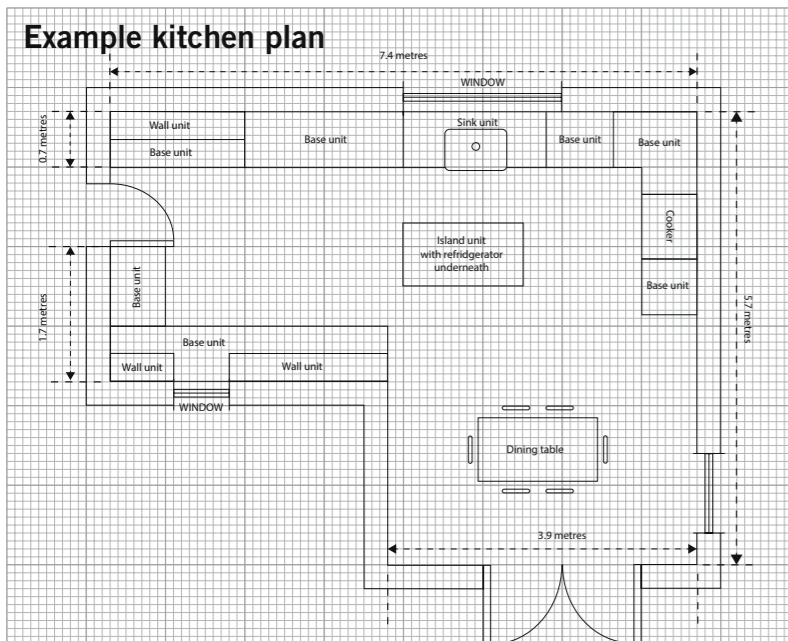 Example kitchen plan
7.4 metres
WINDOW
0.7 metres
Wall unit
Base unit
Base unit
Sink unit
Base unit
Base unit
Cooker
Island unit
with refridgerator
underneath
Base unit
Base unit
1.7 metres
5.7 metres
Base unit
Wall unit
Wall unit
WINDOW
Dining table
3.9 metres